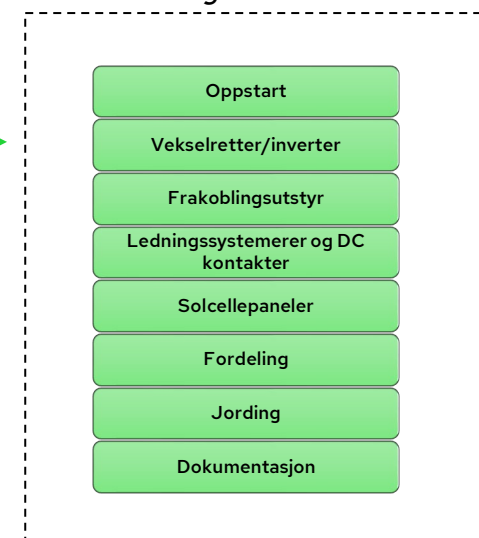 Oppstart
Vekselretter/inverter
Frakoblingsutstyr
Ledningssystemerer og DC
kontakter
Solcellepaneler
Fordeling
Jording
Dokumentasjon